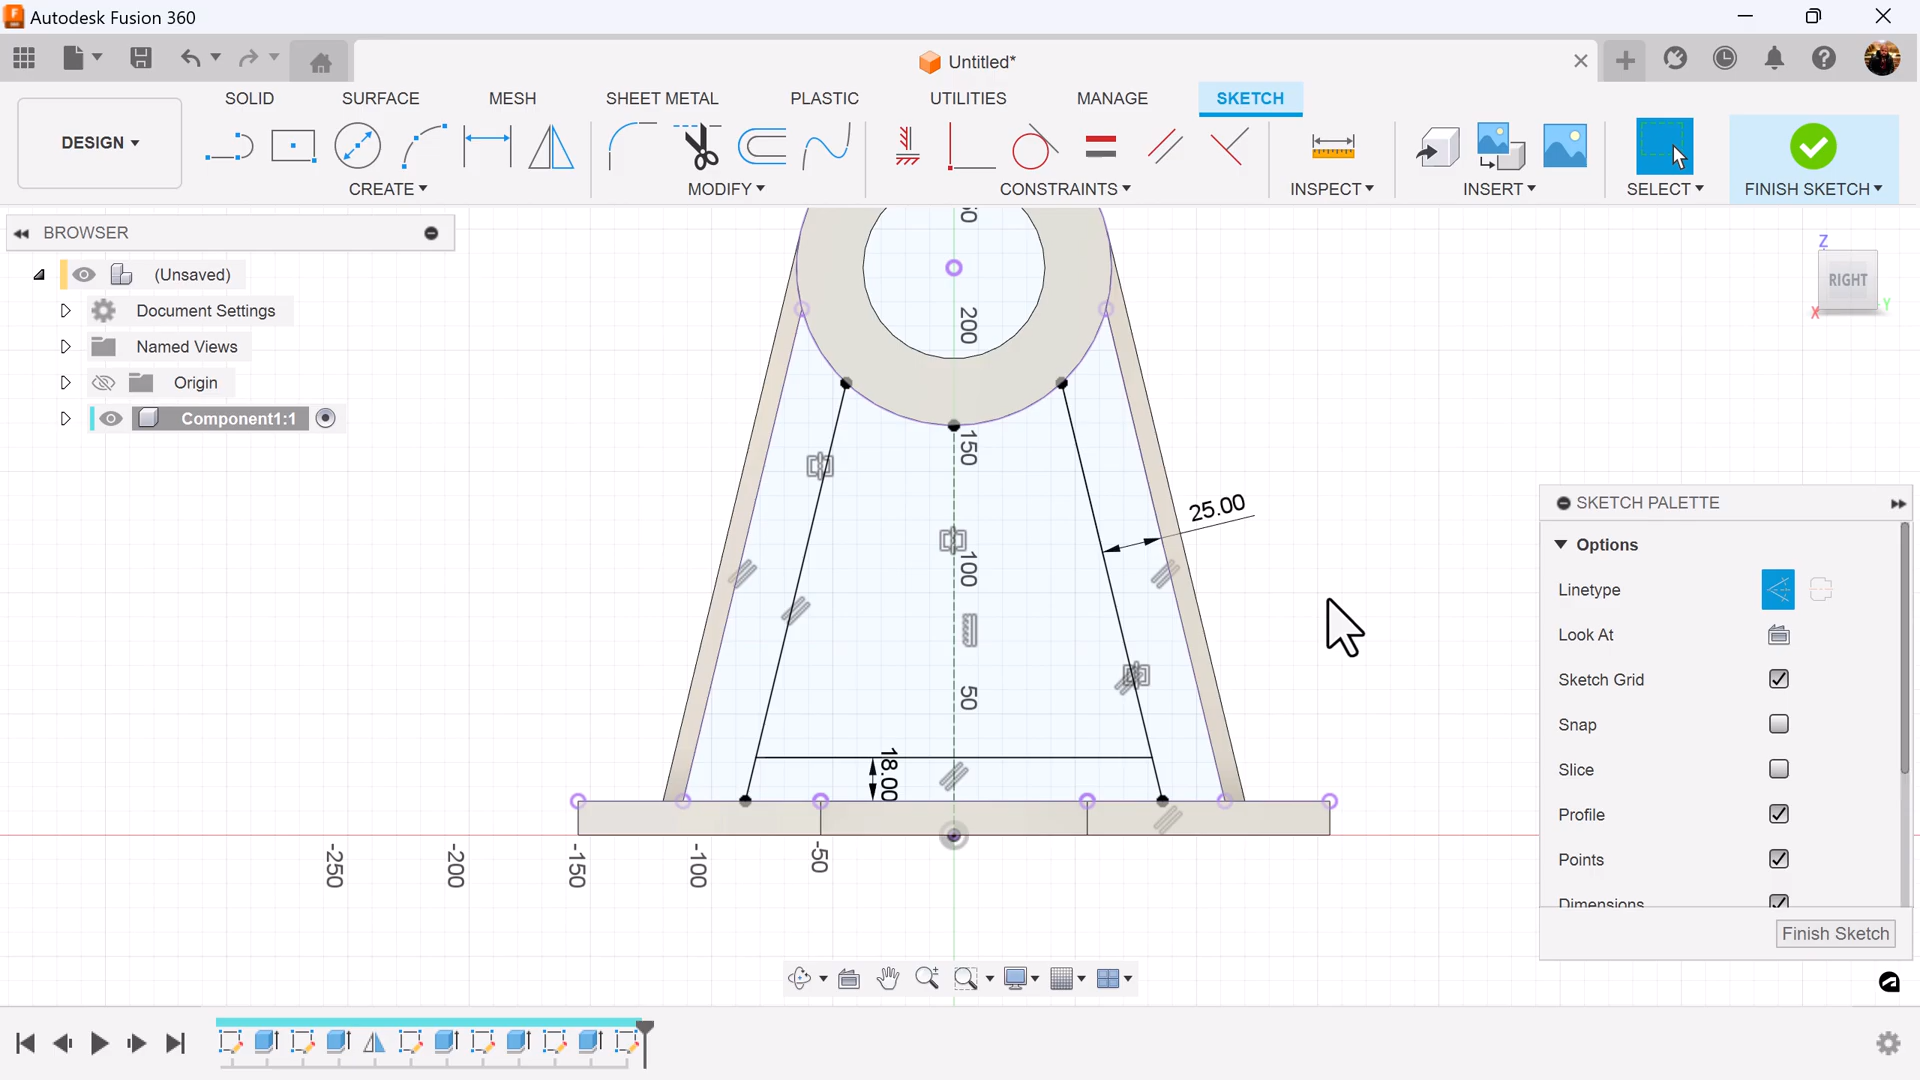 Autodesk Fusion 360
Untitled*
SOLID SURFACE MESH SHEET METAL PLASTIC UTILITIES MANAGE SKETCH
DESIGN
CREATE MODIFY CONSTRAINTS INSPECT INSERT SELECT FINISH SKETCH
BROWSER
(Unsaved)
Document Settings
Named Views
Origin
Component1:1
Z
RIGHT
Y
X
200
150
100
50
25.00
18.00
-250
-200
-150
-100
-50
SKETCH PALETTE
Options
Linetype
Look At
Sketch Grid
Snap
Slice
Profile
Points
Dimensions
Finish Sketch